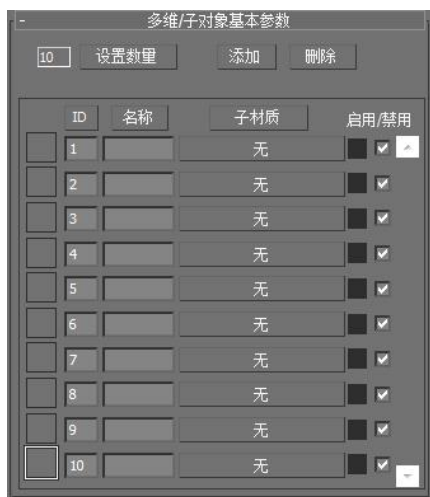 - 多维/子对象基本参数
10 设置数量 添加 删除
ID 名称 子材质 启用/禁用
1 无
2 无
3 无
4 无
5 无
6 无
7 无
8 无
9 无
10 无